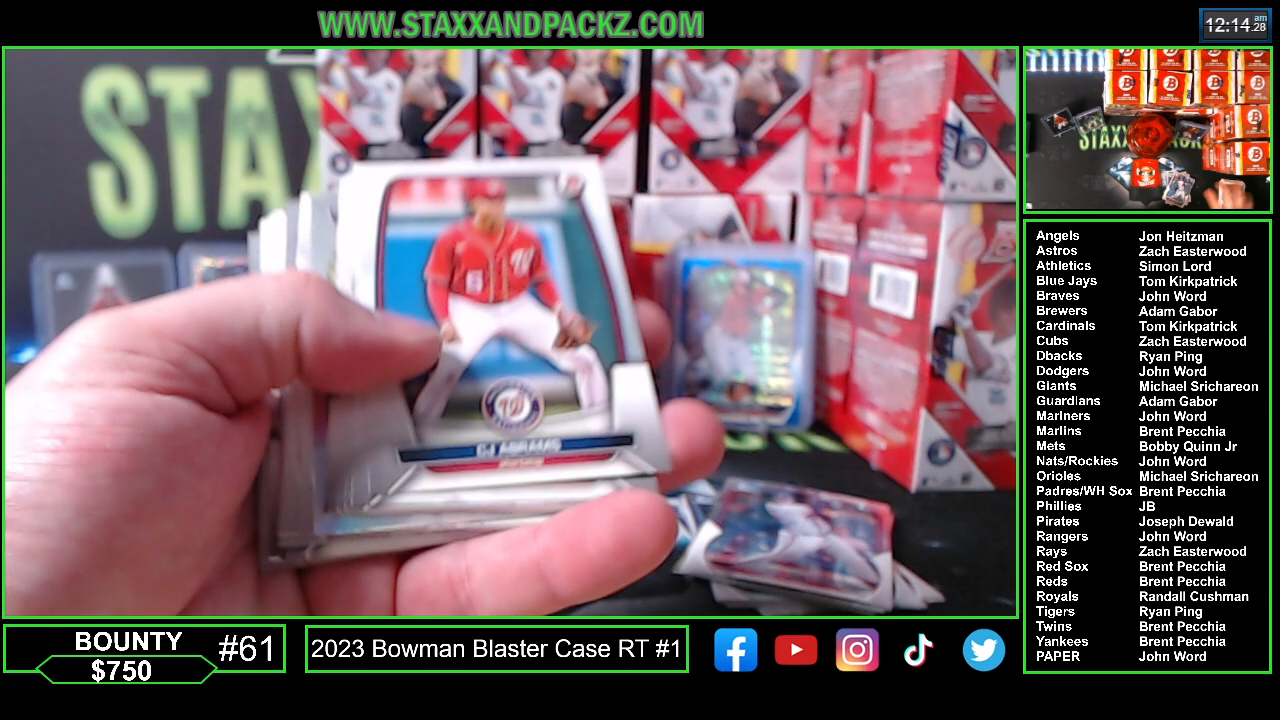 WWW.STAXXANDPACKZ.COM
12:14 am .28
STAX
CJ ABRAMS
Angels Jon Heitzman
Astros Zach Easterwood
Athletics Simon Lord
Blue Jays Tom Kirkpatrick
Braves John Word
Brewers Adam Gabor
Cardinals Tom Kirkpatrick
Cubs Zach Easterwood
Dbacks Ryan Ping
Dodgers John Word
Giants Michael Srichareon
Guardians Adam Gabor
Mariners John Word
Marlins Brent Pecchia
Mets Bobby Quinn Jr
Nats/Rockies John Word
Orioles Michael Srichareon
Padres/WH Sox Brent Pecchia
Phillies JB
Pirates Joseph Dewald
Rangers John Word
Rays Zach Easterwood
Red Sox Brent Pecchia
Reds Brent Pecchia
Royals Randall Cushman
Tigers Ryan Ping
Twins Brent Pecchia
Yankees Brent Pecchia
PAPER John Word
BOUNTY
$750
#61
2023 Bowman Blaster Case RT #1